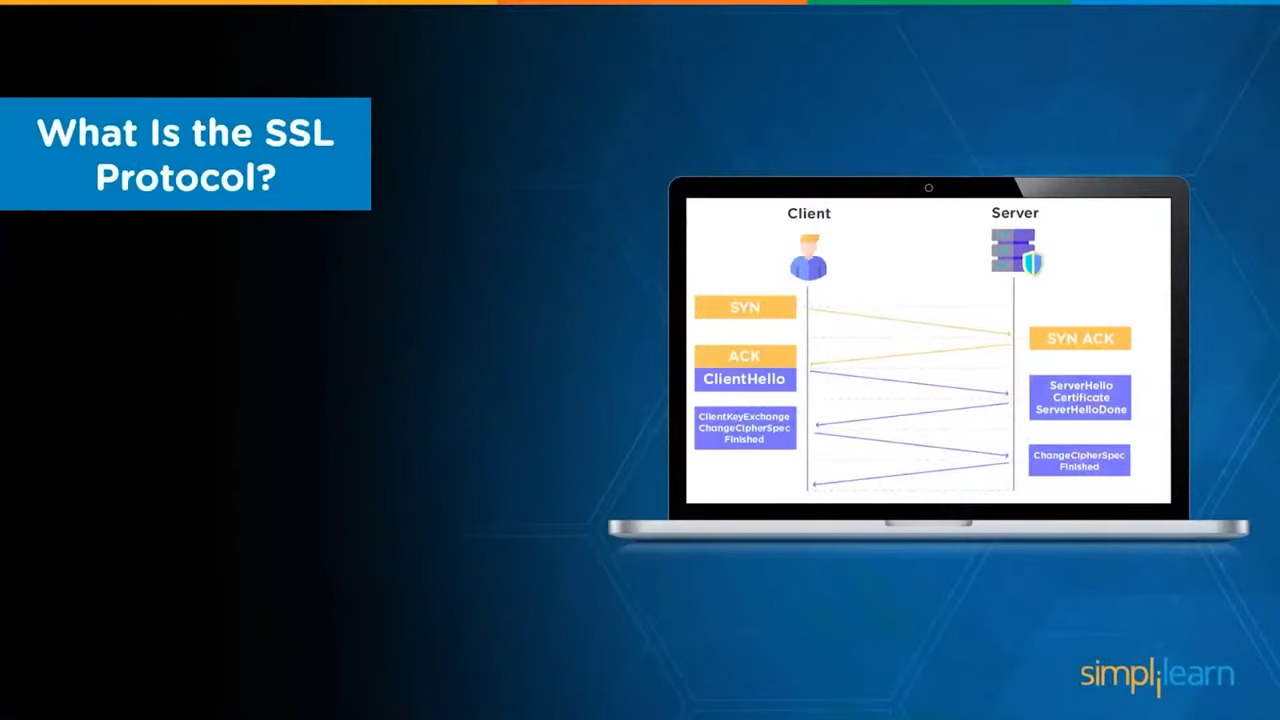 What Is the SSL
Protocol?
Client
Server
SYN
SYN ACK
ACK
ClientHello
ServerHello
Certificate
ServerHelloDone
ClientKeyExchange
ChangeCipherSpec
Finished
ChangeCipherSpec
Finished
simplilearn